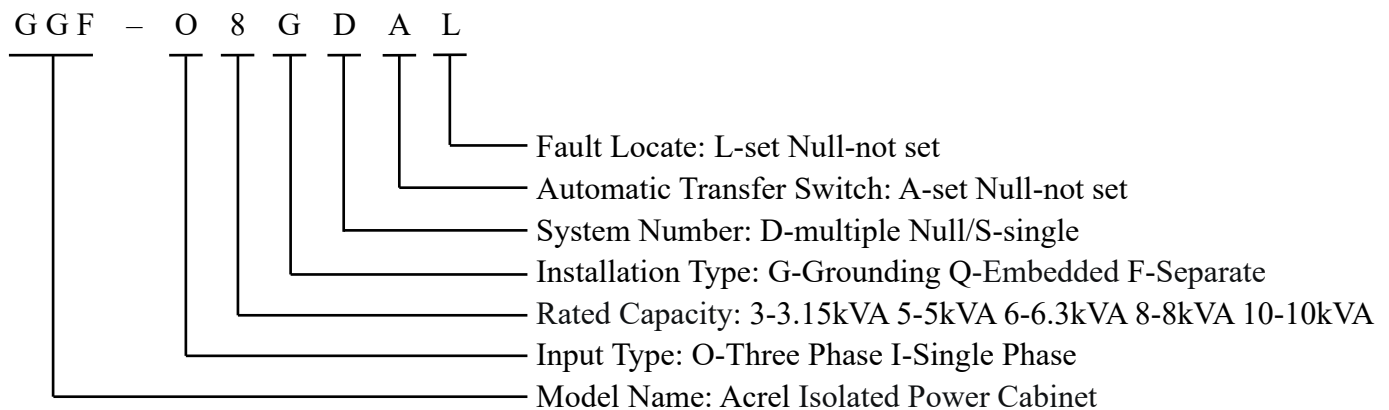 GGF – O 8 G D A L
Fault Locate: L-set Null-not set
Automatic Transfer Switch: A-set Null-not set
System Number: D-multiple Null/S-single
Installation Type: G-Grounding Q-Embedded F-Separate
Rated Capacity: 3-3.15kVA 5-5kVA 6-6.3kVA 8-8kVA 10-10kVA
Input Type: O-Three Phase I-Single Phase
Model Name: Acrel Isolated Power Cabinet